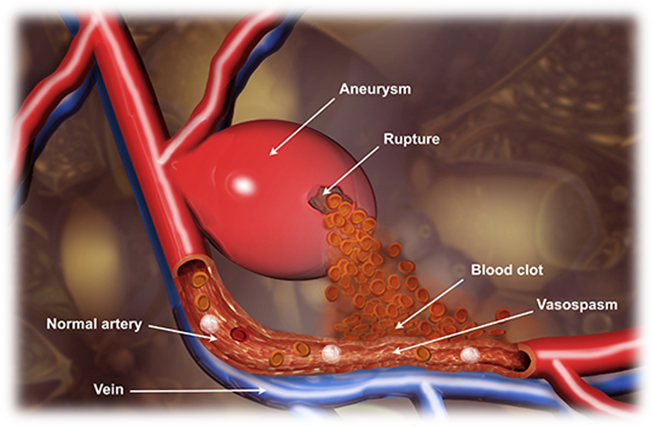 Aneurysm
Rupture
Blood clot
Vasospasm
Normal artery
Vein